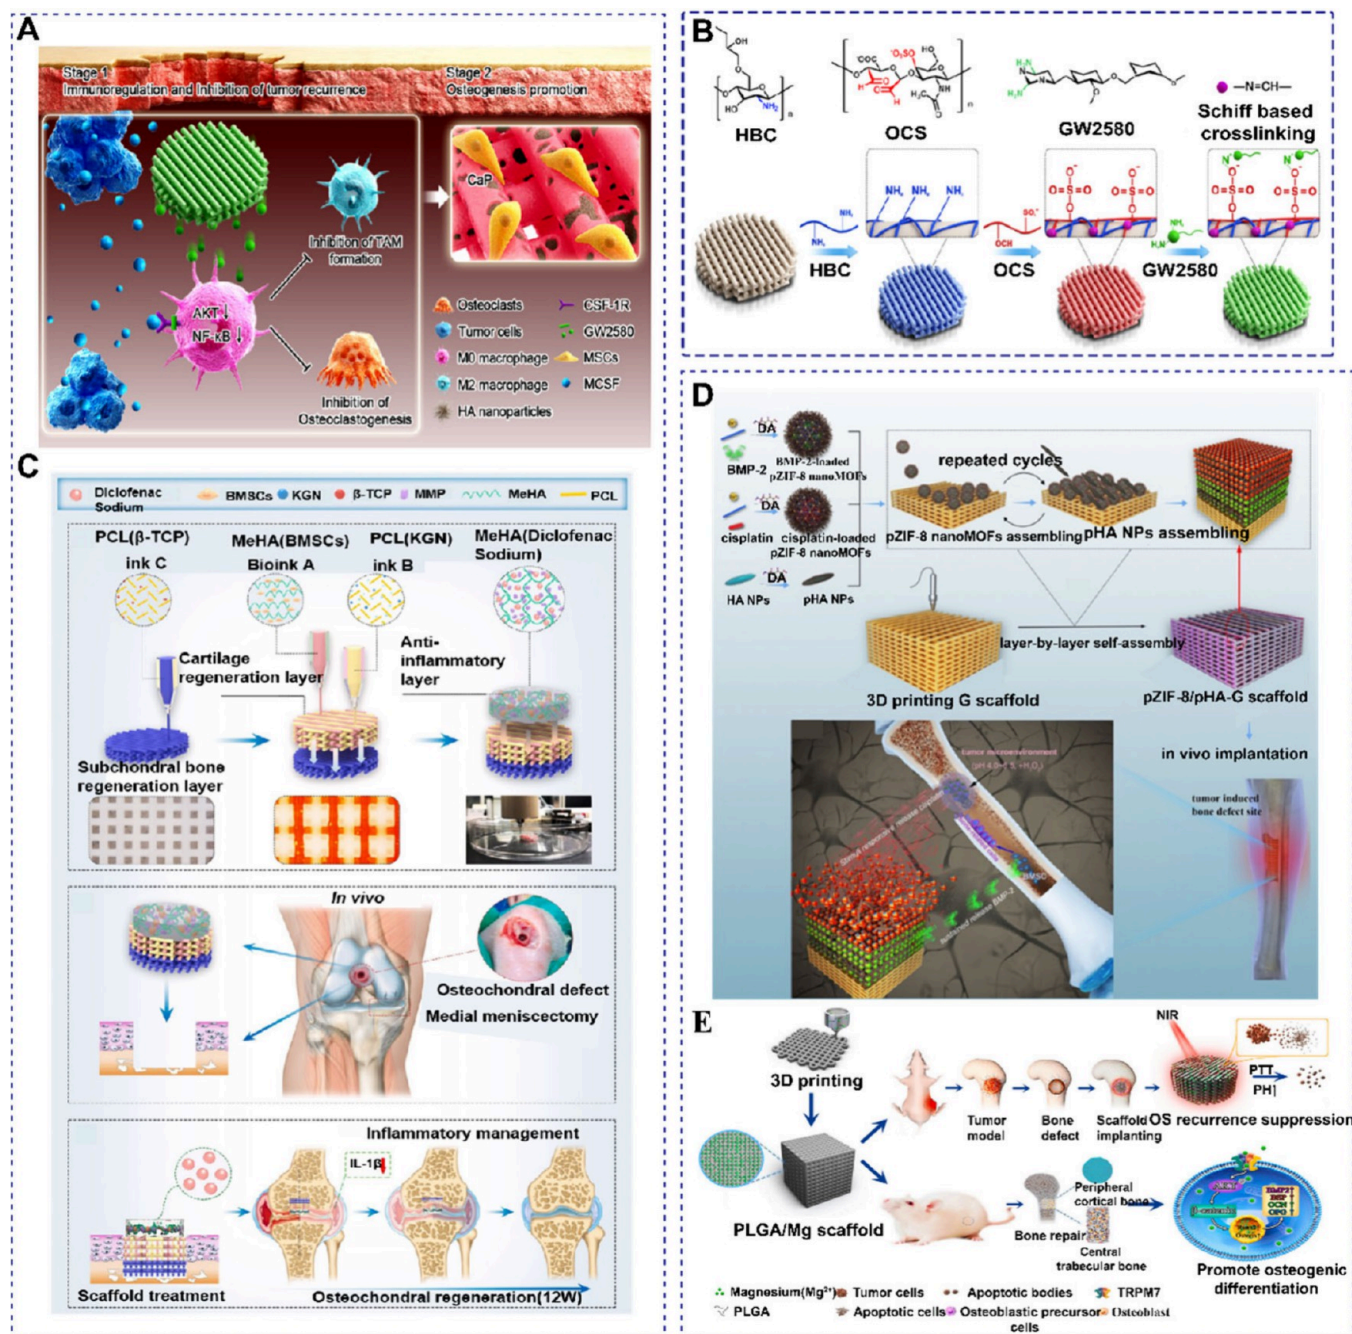 A
Stage 1
Immunoregulation and Inhibition of tumor recurrence
Stage 2
Osteogenesis promotion
CaP
Inhibition of TAM
formation
AKT↓
NF-κB↓
Inhibition of
Osteoclastogenesis
Osteoclasts
CSF-1R
Tumor cells
GW2580
M0 macrophage
MSCs
M2 macrophage
MCSF
HA nanoparticles
B
HBC
OCS
GW2580
—N=CH—
Schiff based
crosslinking
HBC
OCS
GW2580
C
Diclofenac
Sodium
BMSCs
KGN
β-TCP
MMP
MeHA
PCL
PCL(β-TCP)
ink C
MeHA(BMSCs)
Bioink A
PCL(KGN)
ink B
MeHA(Diclofenac
Sodium)
Cartilage
regeneration layer
Anti-
inflammatory
layer
Subchondral bone
regeneration layer
In vivo
Osteochondral defect
Medial meniscectomy
Inflammatory management
IL-1β
Scaffold treatment
Osteochondral regeneration(12W)
D
DA
BMP-2
BMP-2-loaded
pZIF-8 nanoMOFs
DA
cisplatin
cisplatin-loaded
pZIF-8 nanoMOFs
DA
HA NPs
pHA NPs
repeated cycles
pZIF-8 nanoMOFs assembling
pHA NPs assembling
layer-by-layer self-assembly
3D printing G scaffold
pZIF-8/pHA-G scaffold
in vivo implantation
tumor microenvironment
tumor induced
bone defect site
BMSC
sustained release BMP-2
E
3D printing
NIR
PTT
PH↑
Tumor
model
Bone
defect
Scaffold
implanting
OS recurrence suppression
PLGA/Mg scaffold
Bone repair
Peripheral
cortical bone
Central
trabecular bone
BMP2↑
Promote osteogenic
differentiation
Magnesium(Mg²⁺)
Tumor cells
Apoptotic bodies
TRPM7
PLGA
Apoptotic cells
Osteoblastic precursor
cells
Osteoblast